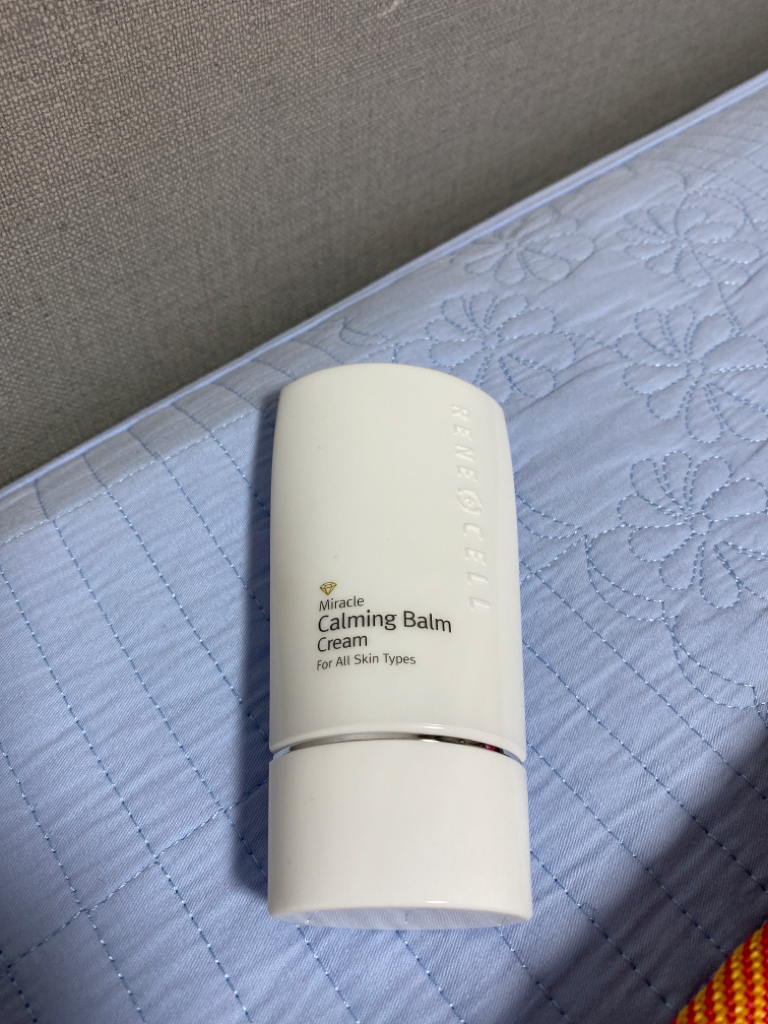 RENE CELL
Miracle
Calming Balm
Cream
For All Skin Types